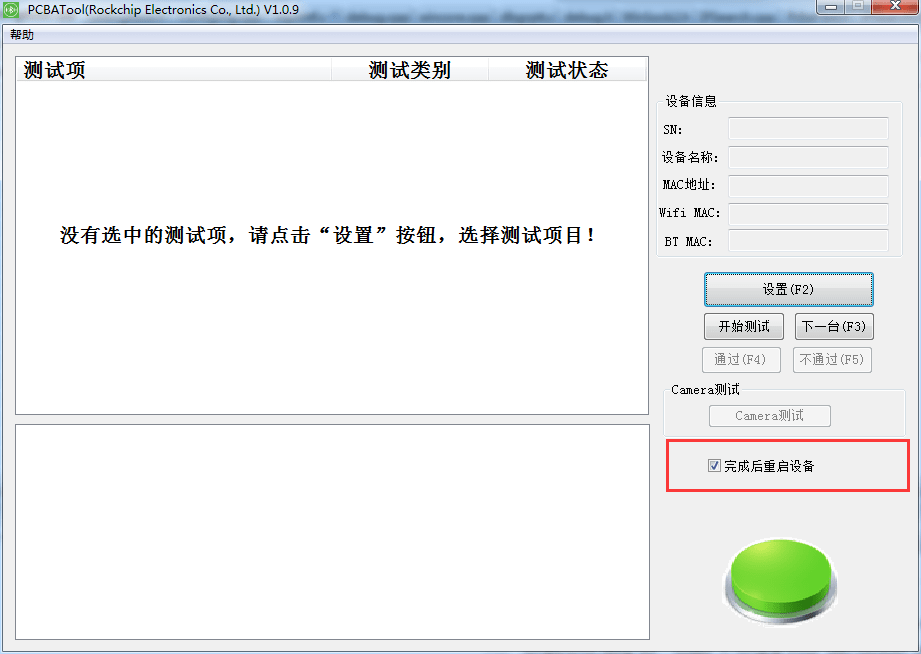 PCBATool(Rockchip Electronics Co., Ltd.) V1.0.9
帮助
测试项 测试类别 测试状态
没有选中的测试项，请点击“设置”按钮，选择测试项目！
设备信息
SN:
设备名称:
MAC地址:
Wifi MAC:
BT MAC:
设置(F2)
开始测试 下一台(F3)
通过(F4) 不通过(F5)
Camera测试
Camera测试
完成后重启设备